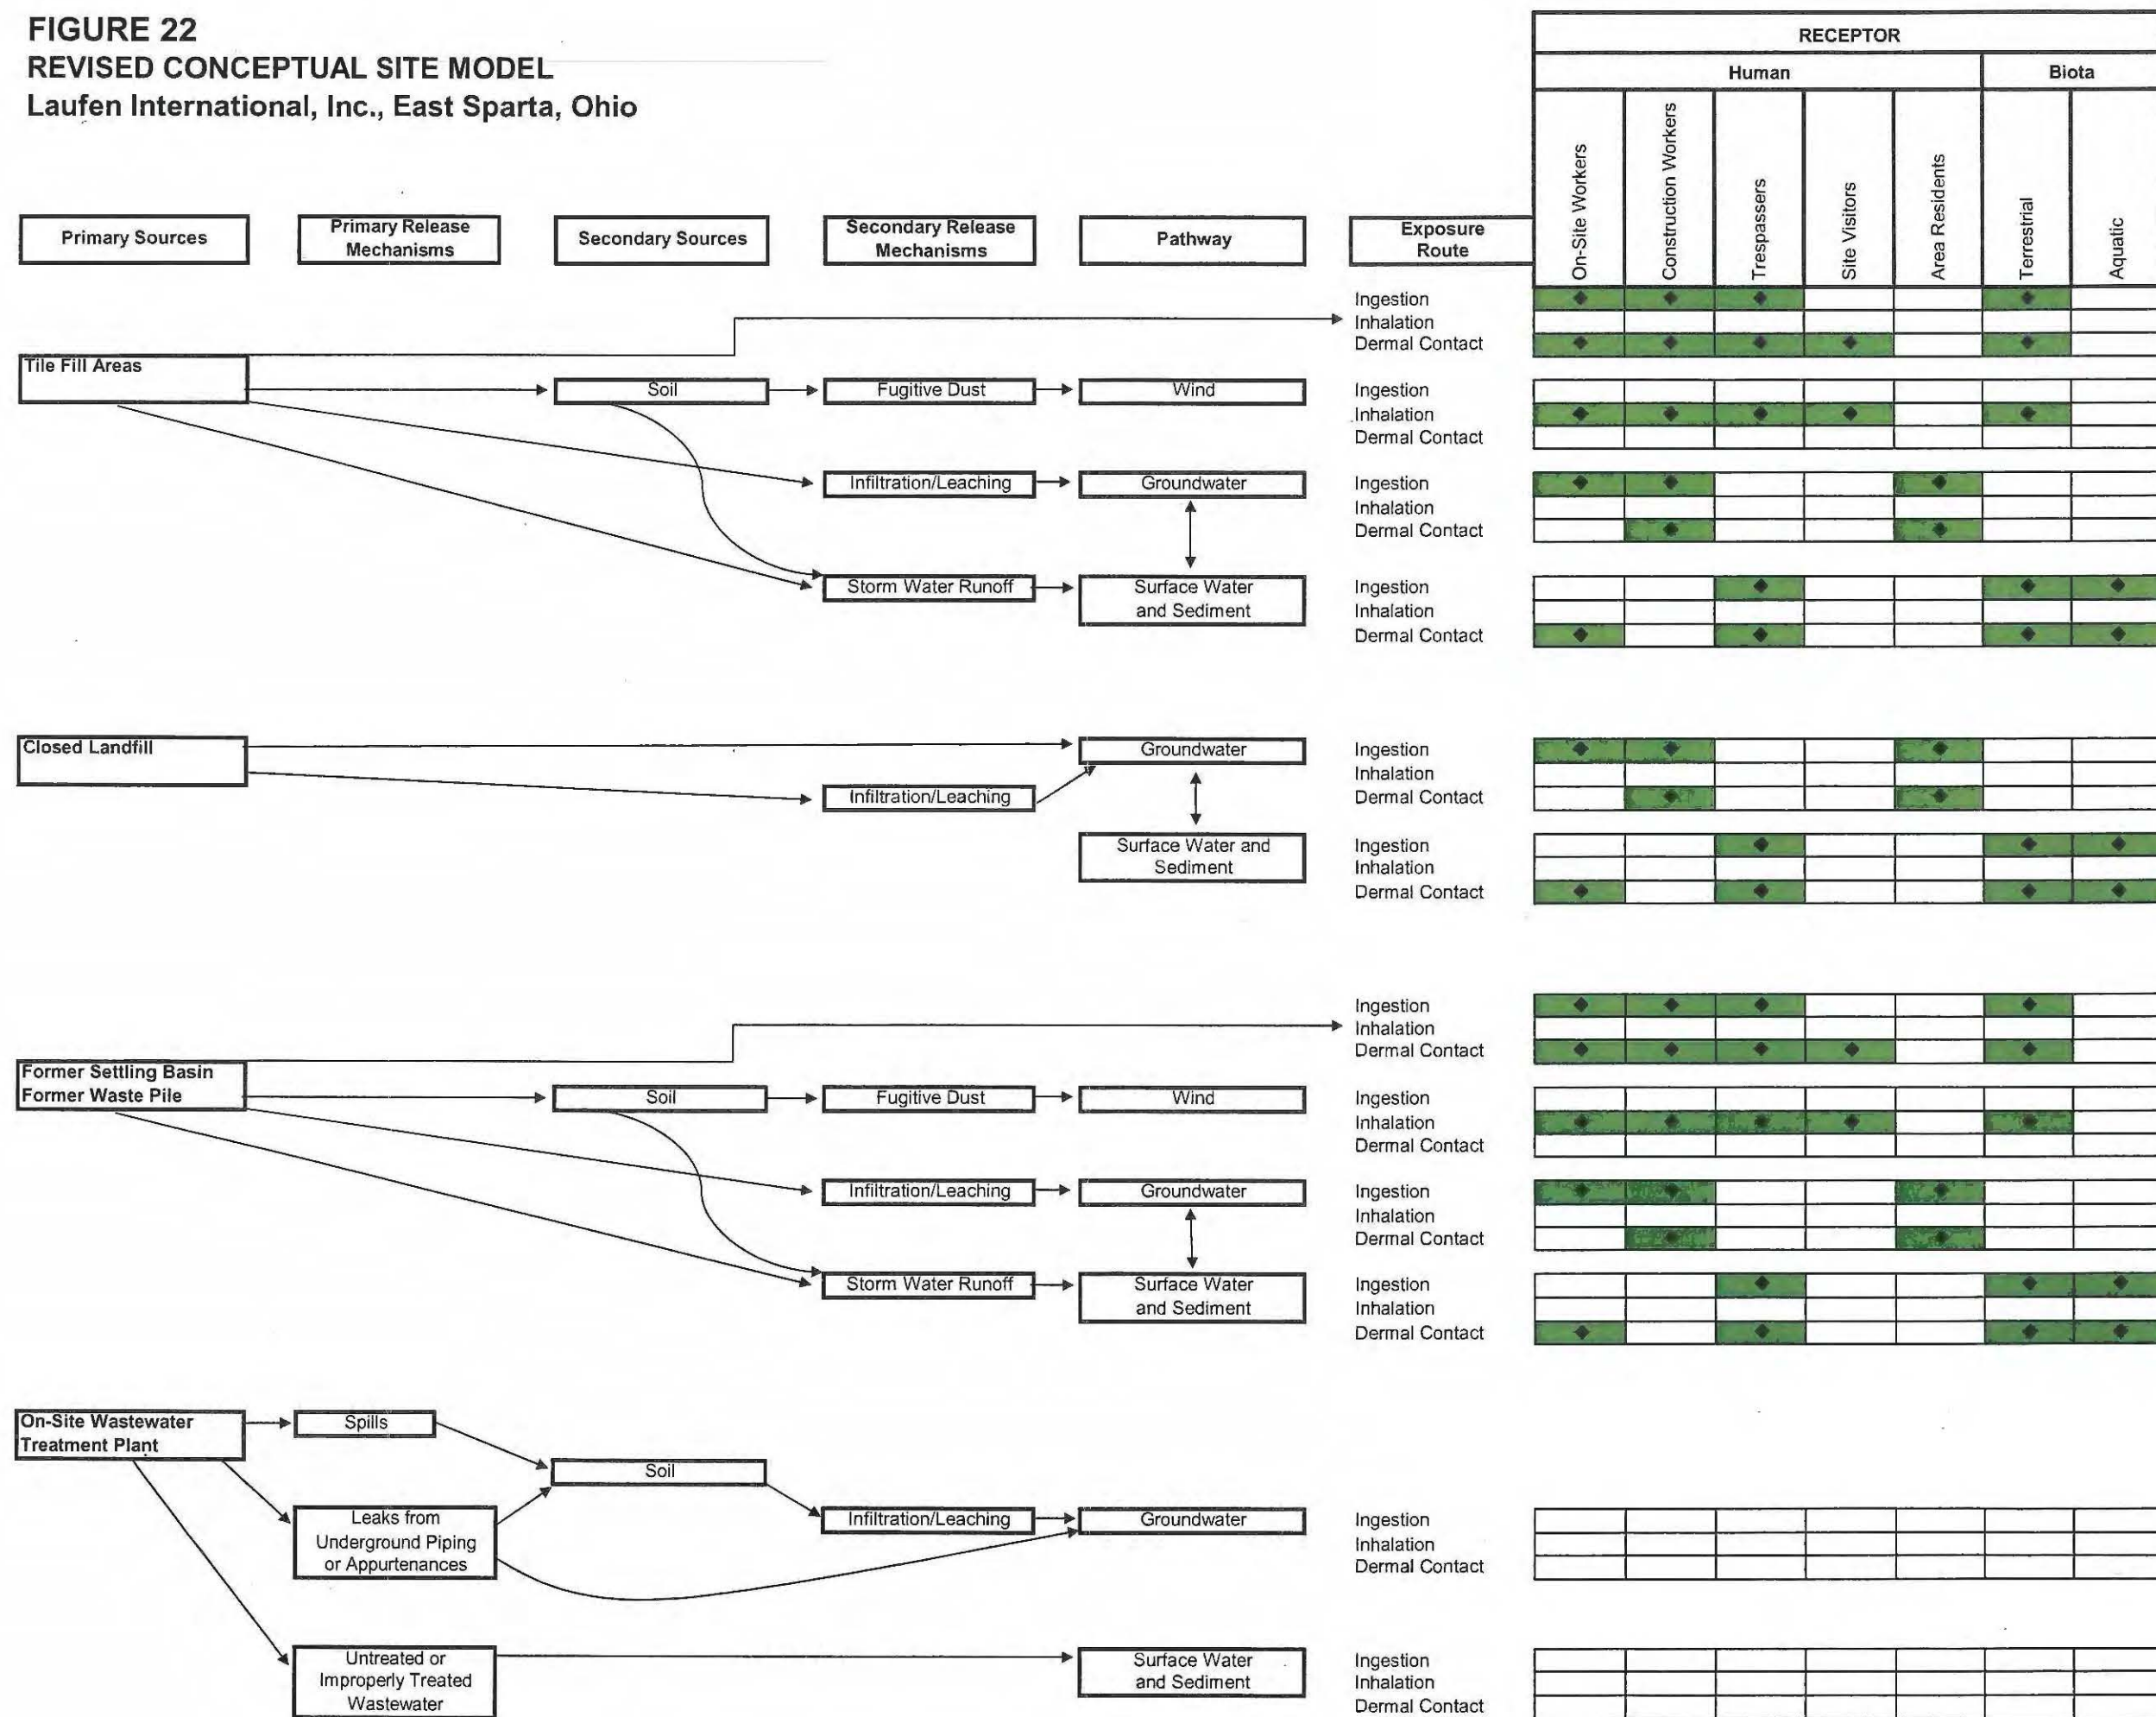 FIGURE 22
REVISED CONCEPTUAL SITE MODEL
Laufen International, Inc., East Sparta, Ohio
RECEPTOR
Human
Biota
On-Site Workers
Construction Workers
Trespassers
Site Visitors
Area Residents
Terrestrial
Aquatic
Primary Sources
Primary Release
Mechanisms
Secondary Sources
Secondary Release
Mechanisms
Pathway
Exposure
Route
Ingestion
Inhalation
Dermal Contact
Tile Fill Areas
Soil
Fugitive Dust
Wind
Ingestion
Inhalation
Dermal Contact
Infiltration/Leaching
Groundwater
Ingestion
Inhalation
Dermal Contact
Storm Water Runoff
Surface Water
and Sediment
Ingestion
Inhalation
Dermal Contact
Closed Landfill
Groundwater
Infiltration/Leaching
Ingestion
Inhalation
Dermal Contact
Surface Water and
Sediment
Ingestion
Inhalation
Dermal Contact
Ingestion
Inhalation
Dermal Contact
Former Settling Basin
Former Waste Pile
Soil
Fugitive Dust
Wind
Ingestion
Inhalation
Dermal Contact
Infiltration/Leaching
Groundwater
Ingestion
Inhalation
Dermal Contact
Storm Water Runoff
Surface Water
and Sediment
Ingestion
Inhalation
Dermal Contact
On-Site Wastewater
Treatment Plant
Spills
Soil
Leaks from
Underground Piping
or Appurtenances
Infiltration/Leaching
Groundwater
Ingestion
Inhalation
Dermal Contact
Untreated or
Improperly Treated
Wastewater
Surface Water
and Sediment
Ingestion
Inhalation
Dermal Contact